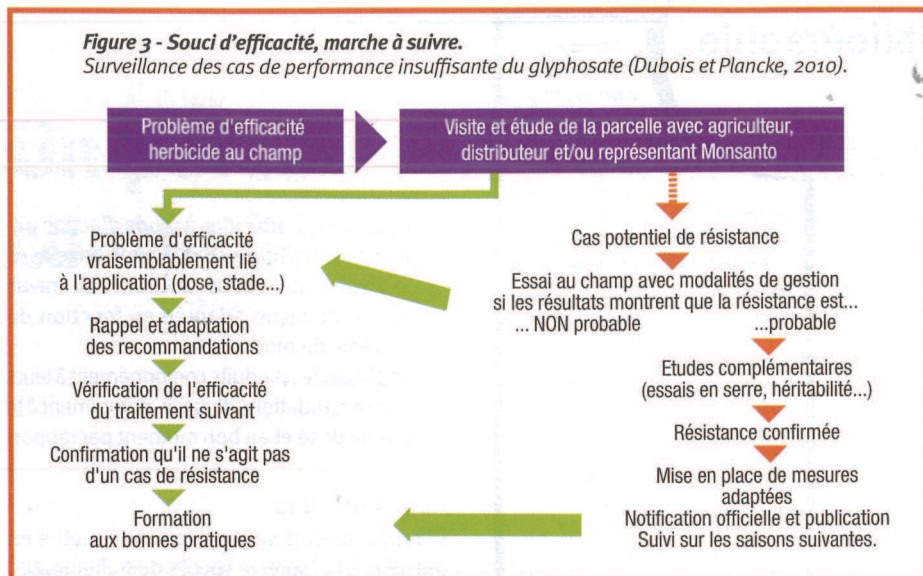 Figure 3 - Souci d'efficacité, marche à suivre.
Surveillance des cas de performance insuffisante du glyphosate (Dubois et Plancke, 2010).
Problème d'efficacité
herbicide au champ
Visite et étude de la parcelle avec agriculteur,
distributeur et/ou représentant Monsanto
Problème d'efficacité
vraisemblablement lié
à l'application (dose, stade...)
Rappel et adaptation
des recommandations
Vérification de l'efficacité
du traitement suivant
Confirmation qu'il ne s'agit pas
d'un cas de résistance
Formation
aux bonnes pratiques
Cas potentiel de résistance
Essai au champ avec modalités de gestion
si les résultats montrent que la résistance est...
... NON probable
...probable
Etudes complémentaires
(essais en serre, héritabilité...)
Résistance confirmée
Mise en place de mesures
adaptées
Notification officielle et publication
Suivi sur les saisons suivantes.